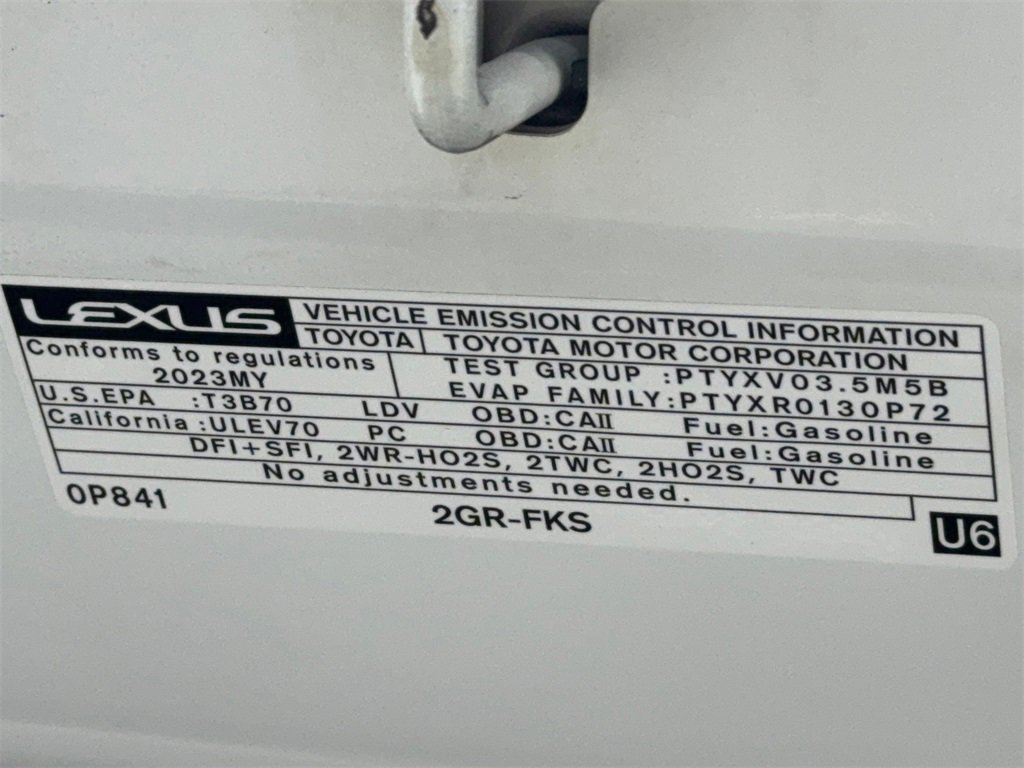 LEXUS VEHICLE EMISSION CONTROL INFORMATION
TOYOTA TOYOTA MOTOR CORPORATION
Conforms to regulations TEST GROUP :PTYXV03.5M5B
2023MY EVAP FAMILY:PTYXR0130P72
U.S.EPA :T3B70 LDV OBD:CAII Fuel:Gasoline
California :ULEV70 PC OBD:CAII Fuel:Gasoline
DFI+SFI, 2WR-HO2S, 2TWC, 2HO2S, TWC
No adjustments needed.
0P841 2GR-FKS U6